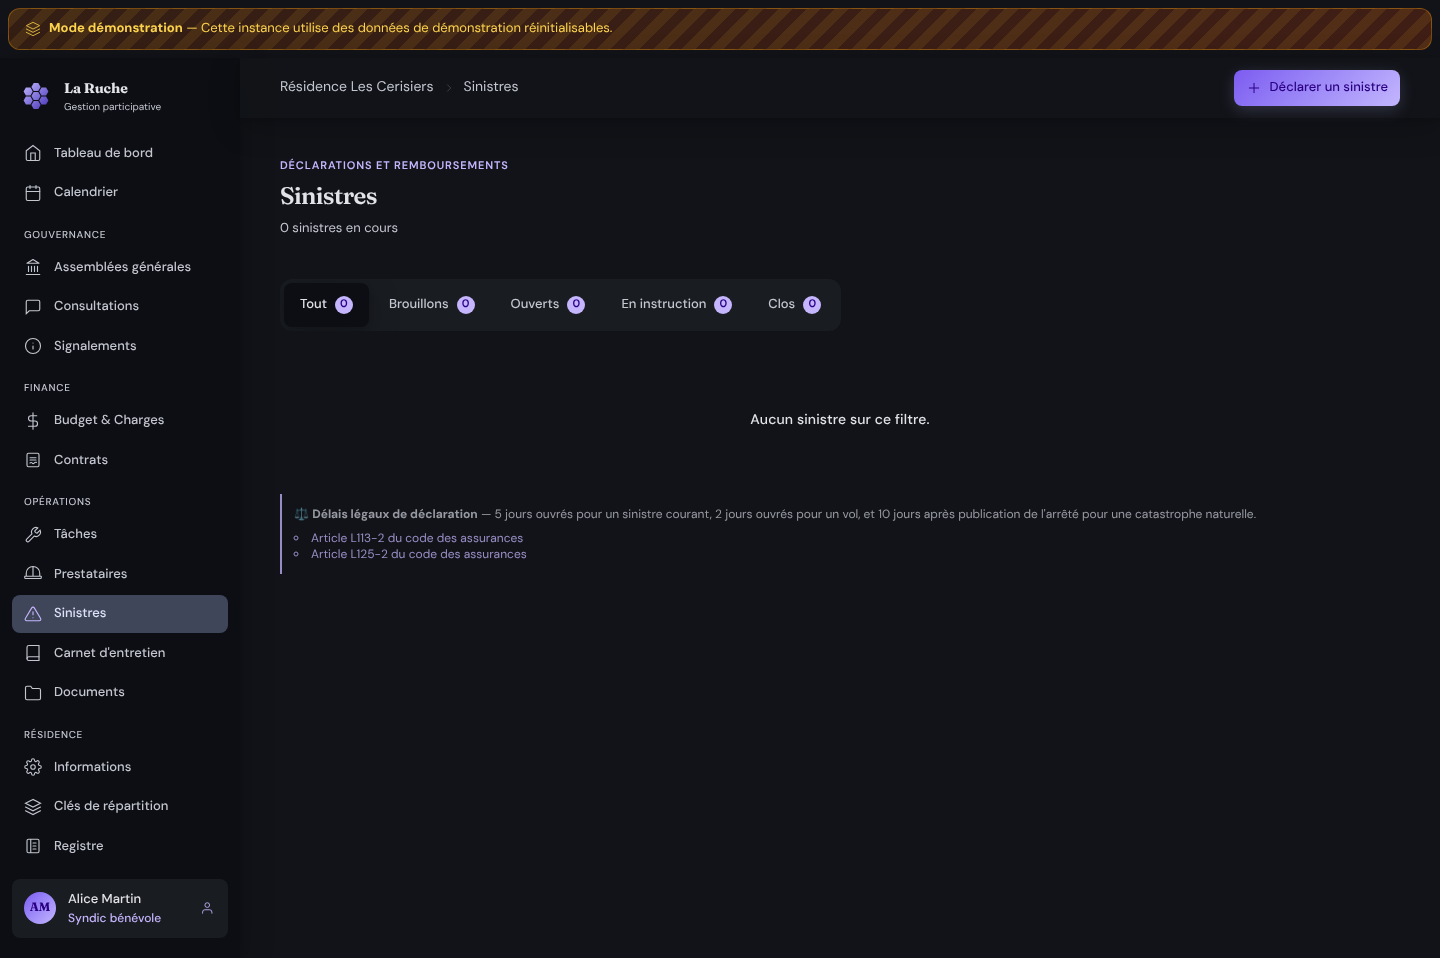 Mode démonstration — Cette instance utilise des données de démonstration réinitialisables.
La Ruche
Gestion participative
Tableau de bord
Calendrier
GOUVERNANCE
Assemblées générales
Consultations
Signalements
FINANCE
Budget & Charges
Contrats
OPÉRATIONS
Tâches
Prestataires
Sinistres
Carnet d'entretien
Documents
RÉSIDENCE
Informations
Clés de répartition
Registre
AM
Alice Martin
Syndic bénévole
Résidence Les Cerisiers > Sinistres
Déclarer un sinistre
DÉCLARATIONS ET REMBOURSEMENTS
Sinistres
0 sinistres en cours
Tout 0 Brouillons 0 Ouverts 0 En instruction 0 Clos 0
Aucun sinistre sur ce filtre.
⚖️ Délais légaux de déclaration — 5 jours ouvrés pour un sinistre courant, 2 jours ouvrés pour un vol, et 10 jours après publication de l'arrêté pour une catastrophe naturelle.
Article L113-2 du code des assurances
Article L125-2 du code des assurances